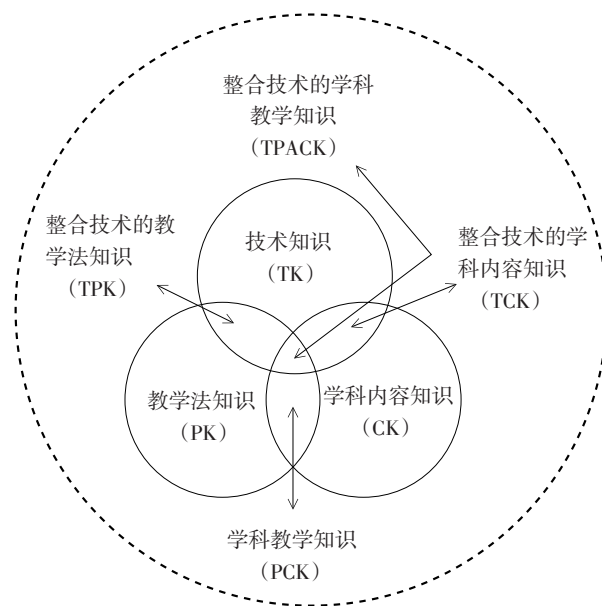 整合技术的学科
教学知识
（TPACK）
整合技术的教
学法知识
（TPK）
技术知识
（TK）
整合技术的学
科内容知识
（TCK）
教学法知识
（PK）
学科内容知识
（CK）
学科教学知识
（PCK）